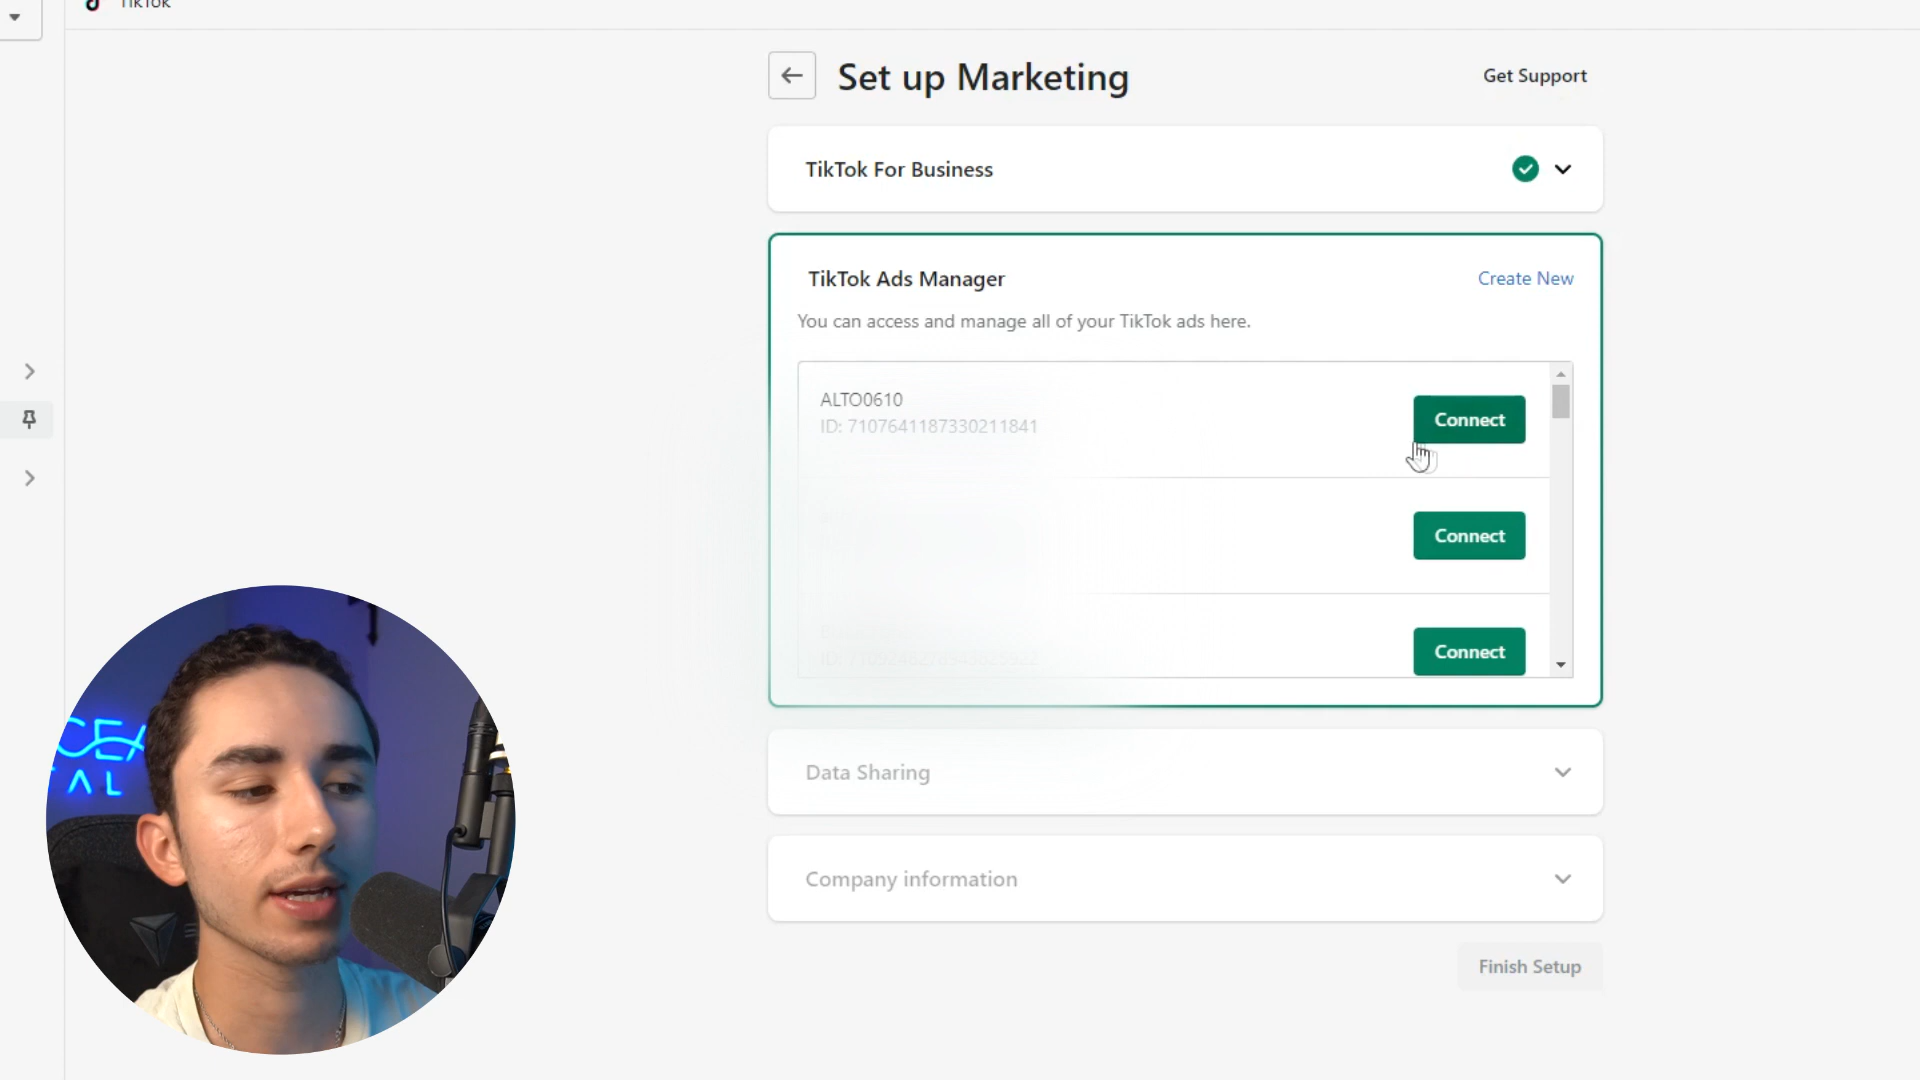 TikTok
Set up Marketing
Get Support
TikTok For Business
TikTok Ads Manager
Create New
You can access and manage all of your TikTok ads here.
ALTO0610
ID: 7107641187330211841
Connect
Connect
Connect
Data Sharing
Company information
Finish Setup